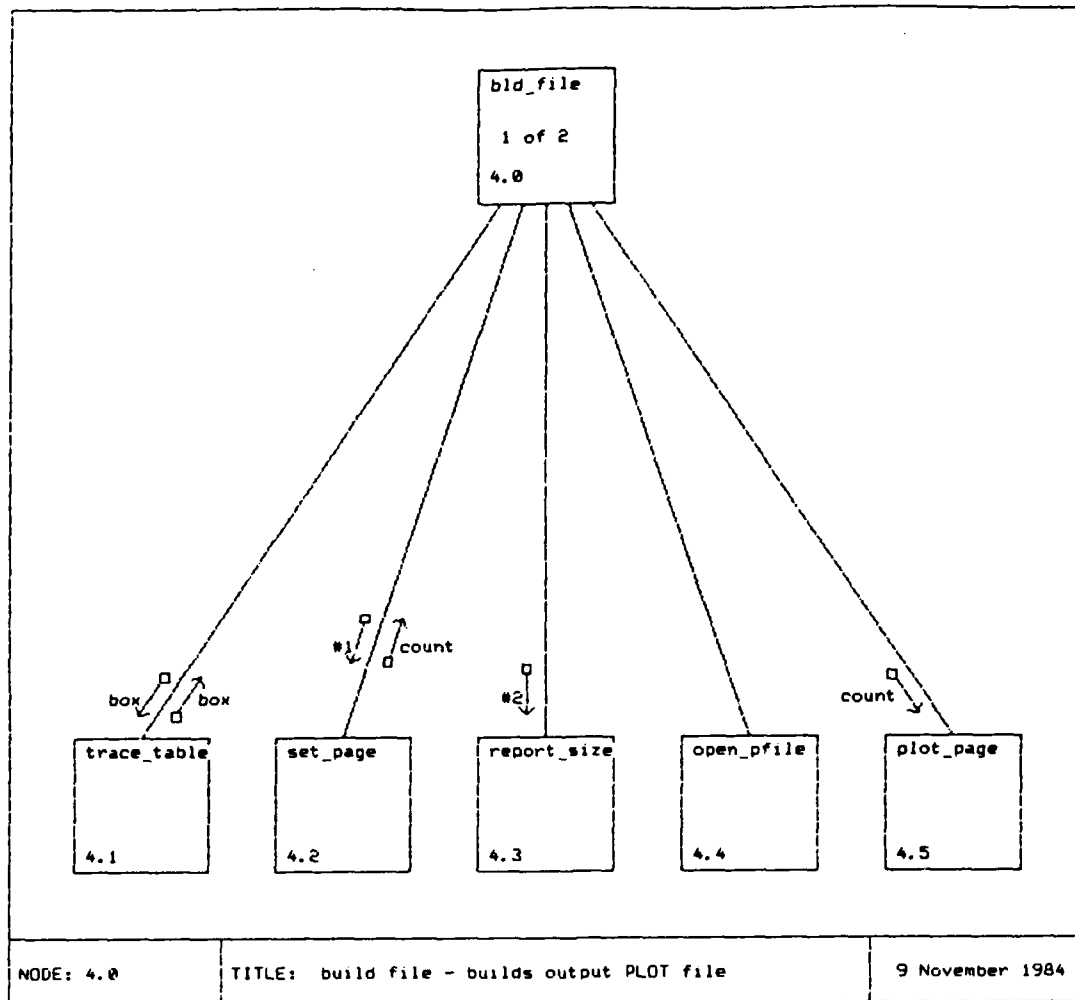 bld_file
1 of 2
4.0
#1
count
box
box
#2
count
trace_table
set_page
report_size
open_pfile
plot_page
4.1
4.2
4.3
4.4
4.5
NODE: 4.0
TITLE: build file - builds output PLOT file
9 November 1984